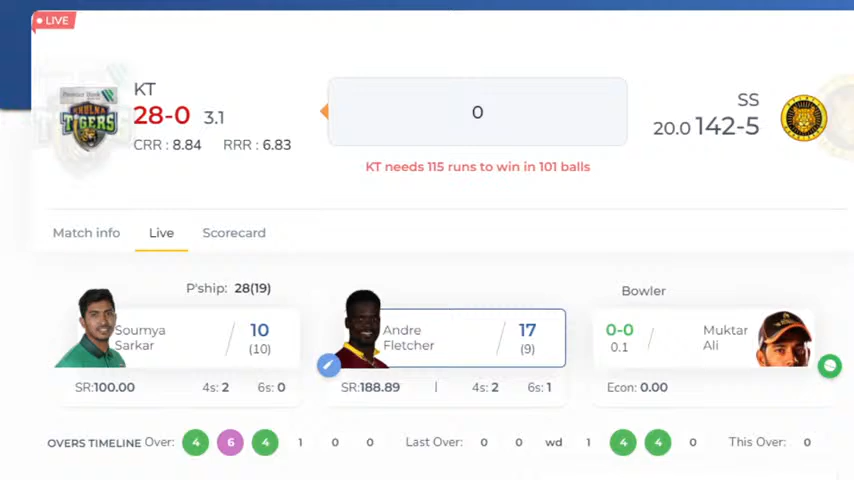 LIVE
KT
28-0 3.1
CRR : 8.84 RRR : 6.83
0
KT needs 115 runs to win in 101 balls
SS
20.0 142-5
TIGERS
Match info Live Scorecard
P'ship: 28(19)
Soumya Sarkar 10 (10)
SR:100.00 4s: 2 6s: 0
Andre Fletcher 17 (9)
SR:188.89 4s: 2 6s: 1
Bowler
0-0 0.1 Muktar Ali
Econ: 0.00
OVERS TIMELINE Over: 4 6 4 1 0 0 Last Over: 0 0 wd 1 4 4 0 This Over: 0